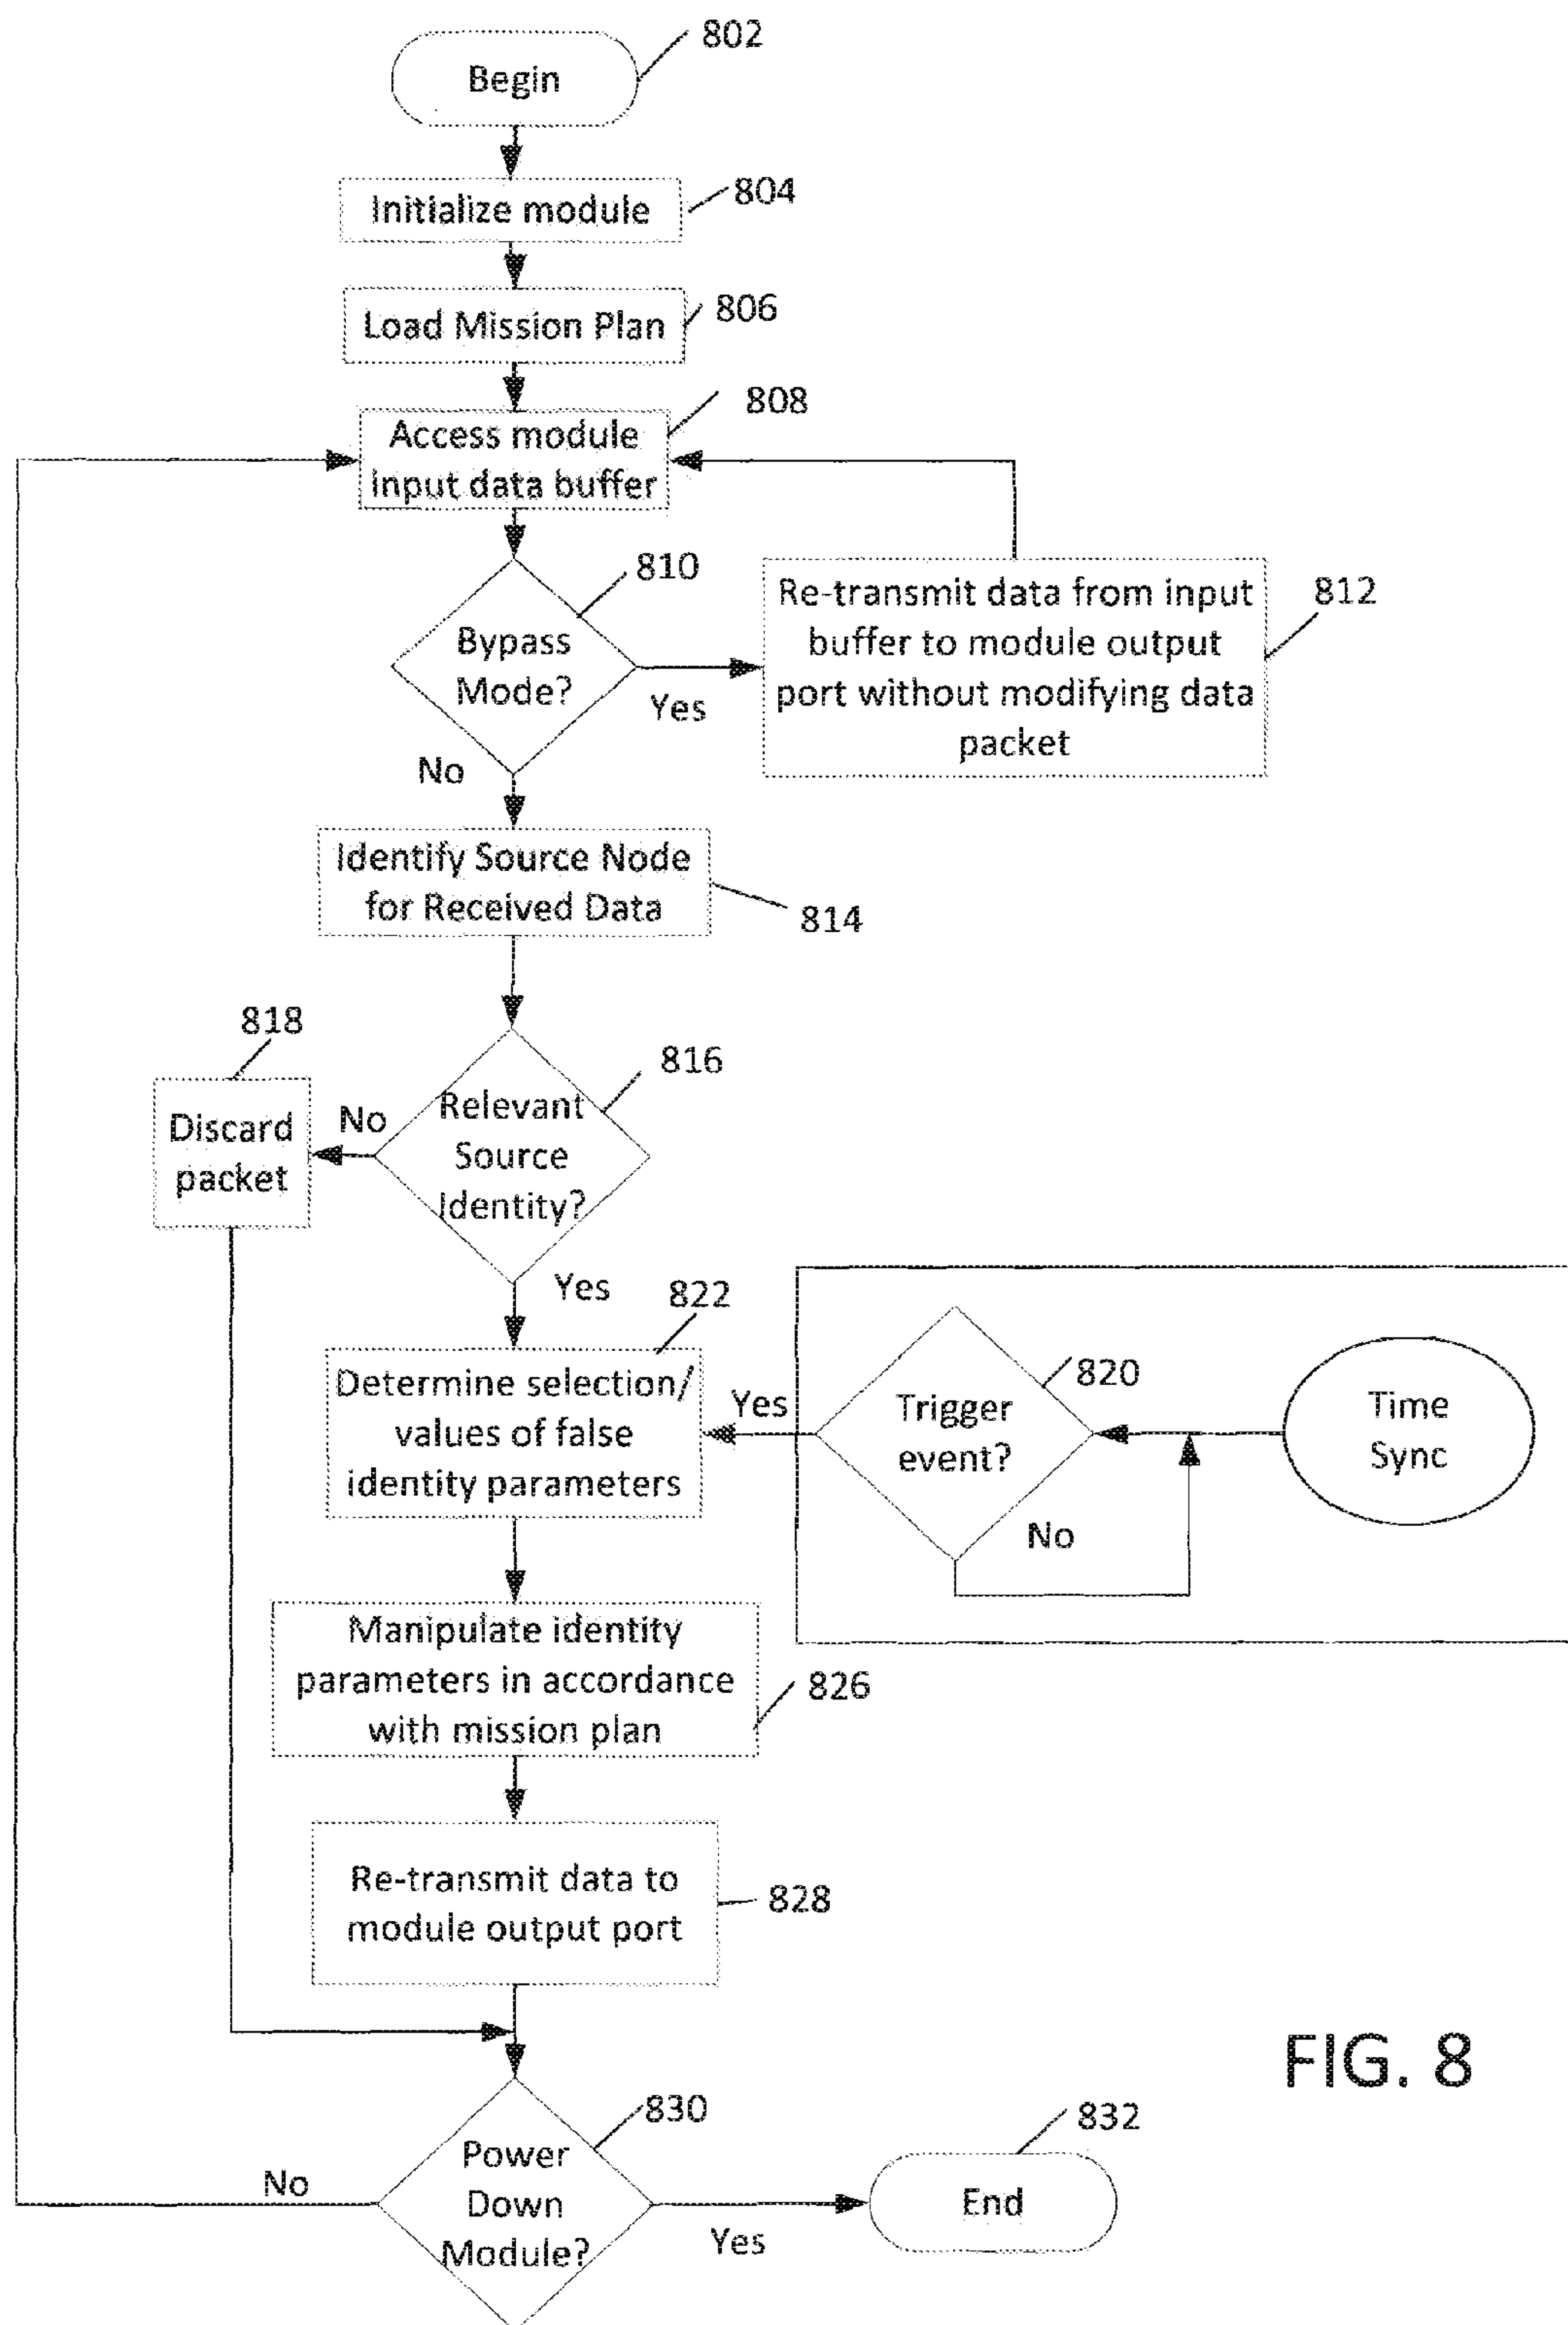 802
Begin
804
Initialize module
806
Load Mission Plan
808
Access module
input data buffer
810
Bypass
Mode?
Yes
No
Re-transmit data from input
buffer to module output
port without modifying data
packet
812
Identify Source Node
for Received Data
814
818
Discard
packet
No
816
Relevant
Source
Identity?
Yes
822
Determine selection/
values of false
identity parameters
Yes
820
Trigger
event?
No
Time
Sync
Manipulate identity
parameters in accordance
with mission plan
826
Re-transmit data to
module output port
828
FIG. 8
830
Power
Down
Module?
No
Yes
832
End